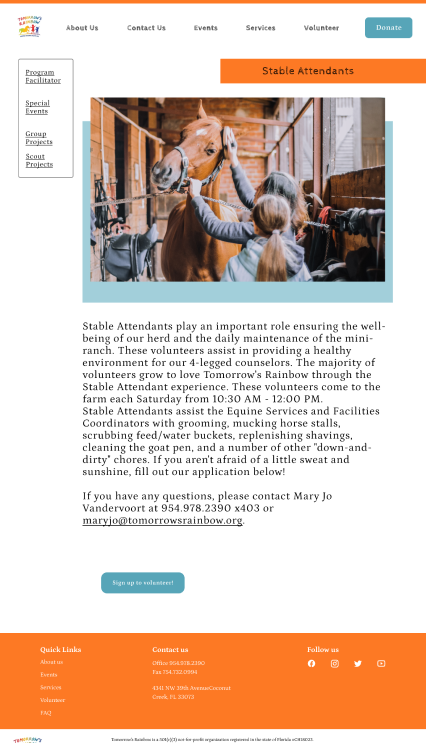 TOMORROW'S
RAINBOW
About Us
Contact Us
Events
Services
Volunteer
Donate
Program
Facilitator
Special
Events
Group
Projects
Scout
Projects
Stable Attendants
Stable Attendants play an important role ensuring the well-
being of our herd and the daily maintenance of the mini-
ranch. These volunteers assist in providing a healthy
environment for our 4-legged counselors. The majority of
volunteers grow to love Tomorrow's Rainbow through the
Stable Attendant experience. These volunteers come to the
farm each Saturday from 10:30 AM - 12:00 PM.
Stable Attendants assist the Equine Services and Facilities
Coordinators with grooming, mucking horse stalls,
scrubbing feed/water buckets, replenishing shavings,
cleaning the goat pen, and a number of other "down-and-
dirty" chores. If you aren't afraid of a little sweat and
sunshine, fill out our application below!
If you have any questions, please contact Mary Jo
Vandervoort at 954.978.2390 x403 or
maryjo@tomorrowsrainbow.org.
Sign up to volunteer!
Quick Links
About us
Events
Services
Volunteer
FAQ
Contact us
Office 954.978.2390
4341 NW 39th AvenueCoconut
Creek, FL 33073
Follow us
TOMORROW'S
Tomorrow's Rainbow is a 501(c)(3) not-for-profit organization registered in the state of Florida